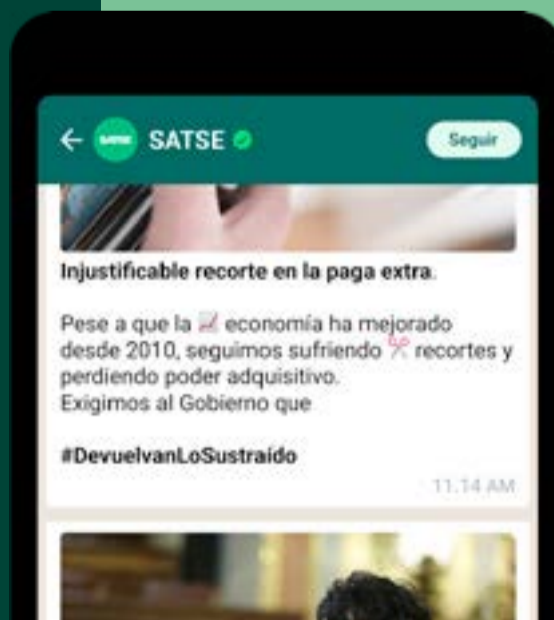 SATSE
Seguir
Injustificable recorte en la paga extra.
Pese a que la 📈 economía ha mejorado
desde 2010, seguimos sufriendo ✂️ recortes y
perdiendo poder adquisitivo.
Exigimos al Gobierno que
#DevuelvanLoSustraído
11.14 AM